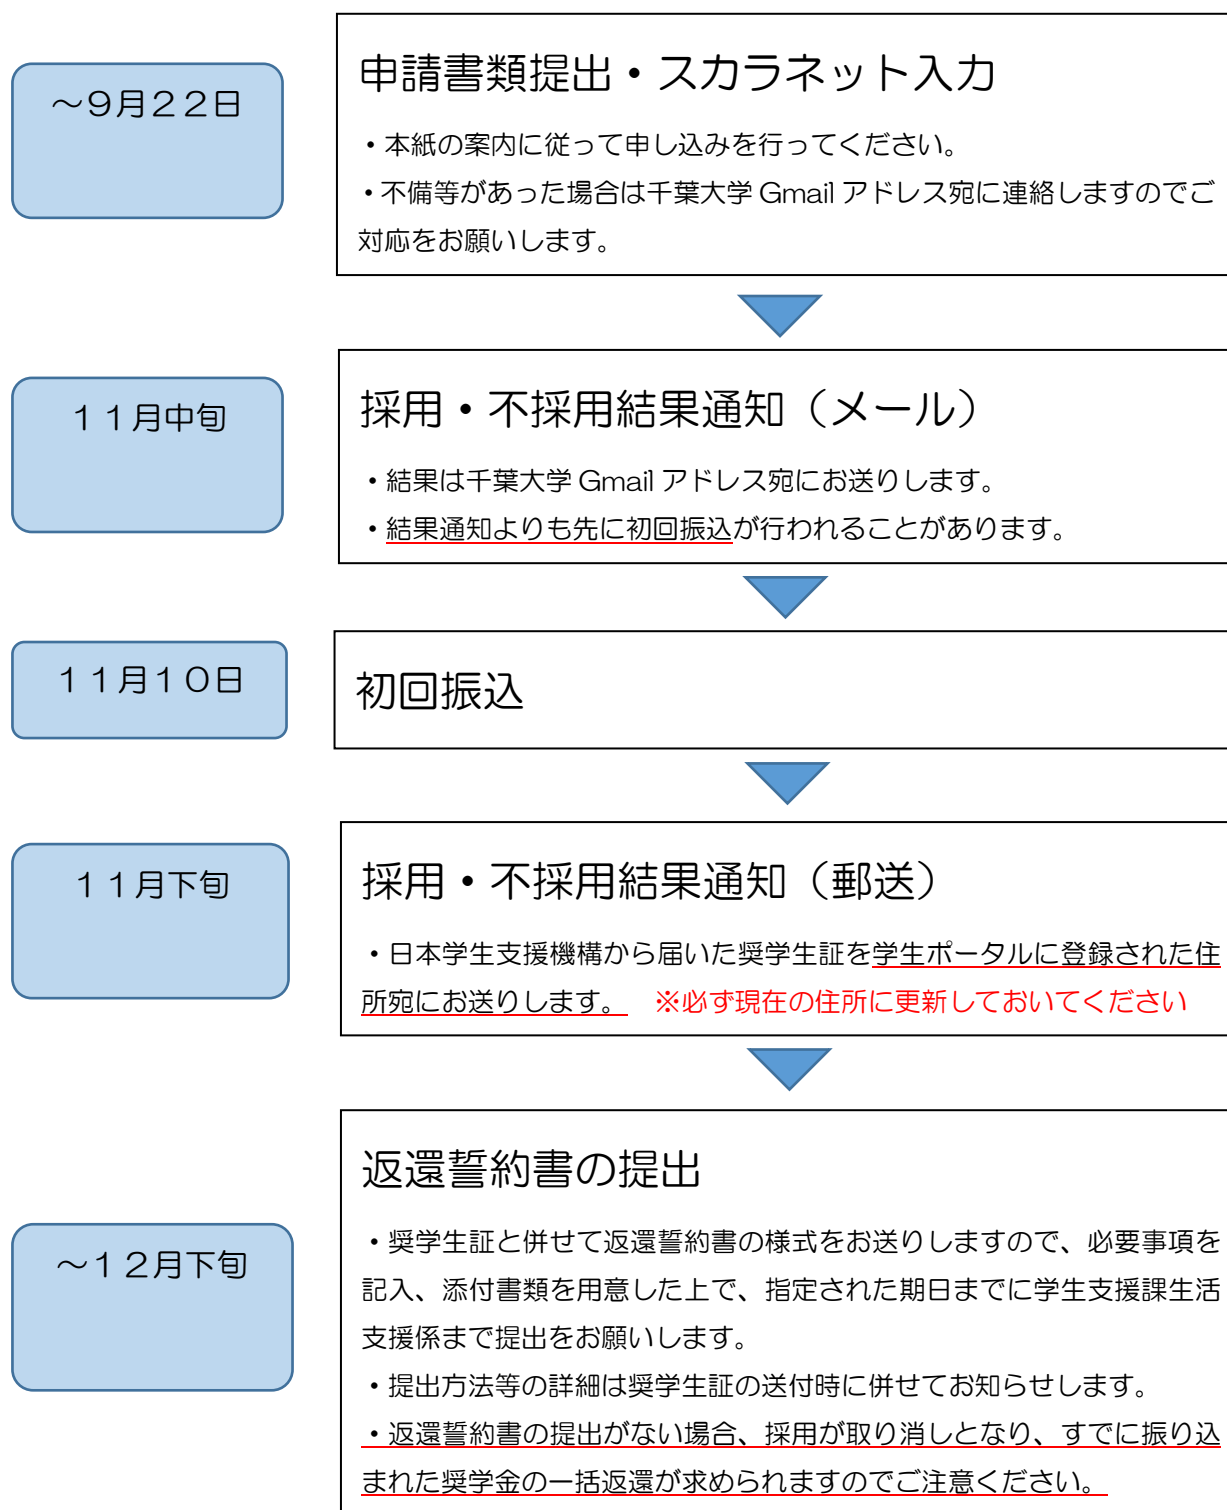 ～９月２２日
申請書類提出・スカラネット入力
・本紙の案内に従って申し込みを行ってください。
・不備等があった場合は千葉大学 Gmail アドレス宛に連絡しますのでご
対応をお願いします。
１１月中旬
採用・不採用結果通知（メール）
・結果は千葉大学 Gmail アドレス宛にお送りします。
・結果通知よりも先に初回振込が行われることがあります。
１１月１０日
初回振込
１１月下旬
採用・不採用結果通知（郵送）
・日本学生支援機構から届いた奨学生証を学生ポータルに登録された住
所宛にお送りします。　※必ず現在の住所に更新しておいてください
～１２月下旬
返還誓約書の提出
・奨学生証と併せて返還誓約書の様式をお送りしますので、必要事項を
記入、添付書類を用意した上で、指定された期日までに学生支援課生活
支援係まで提出をお願いします。
・提出方法等の詳細は奨学生証の送付時に併せてお知らせします。
・返還誓約書の提出がない場合、採用が取り消しとなり、すでに振り込
まれた奨学金の一括返還が求められますのでご注意ください。